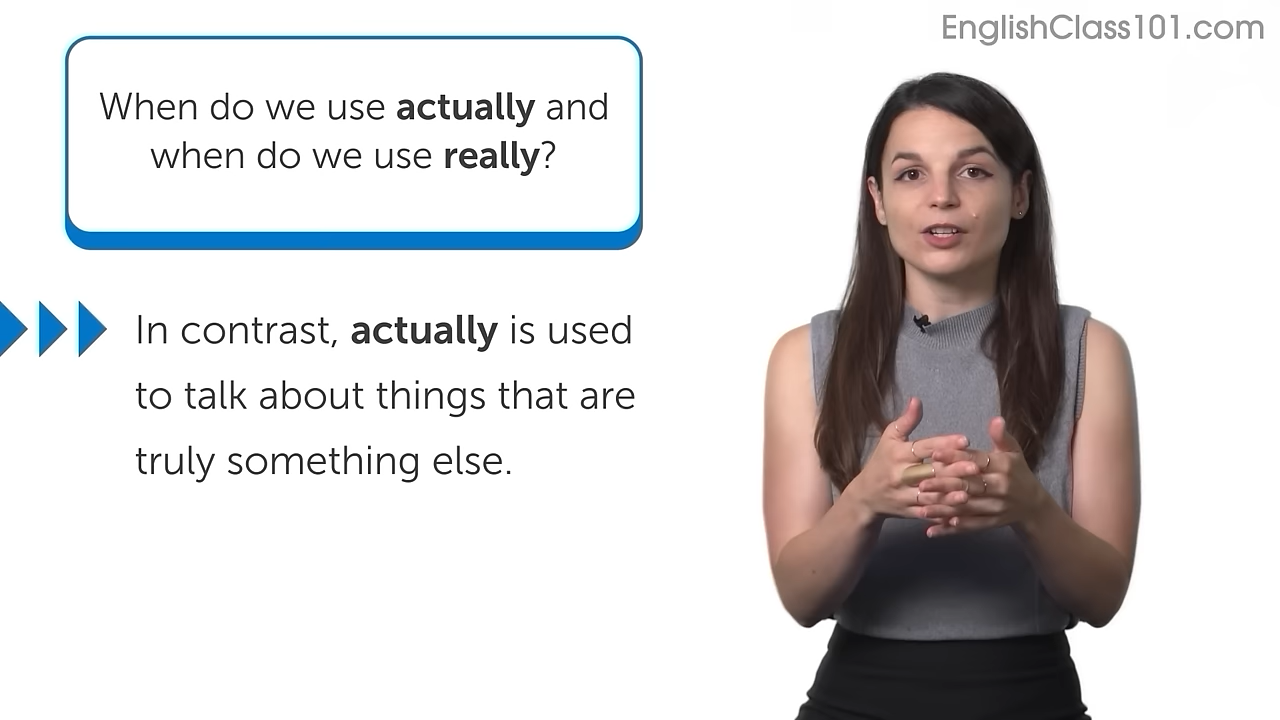 EnglishClass101.com
When do we use actually and
when do we use really?
In contrast, actually is used
to talk about things that are
truly something else.